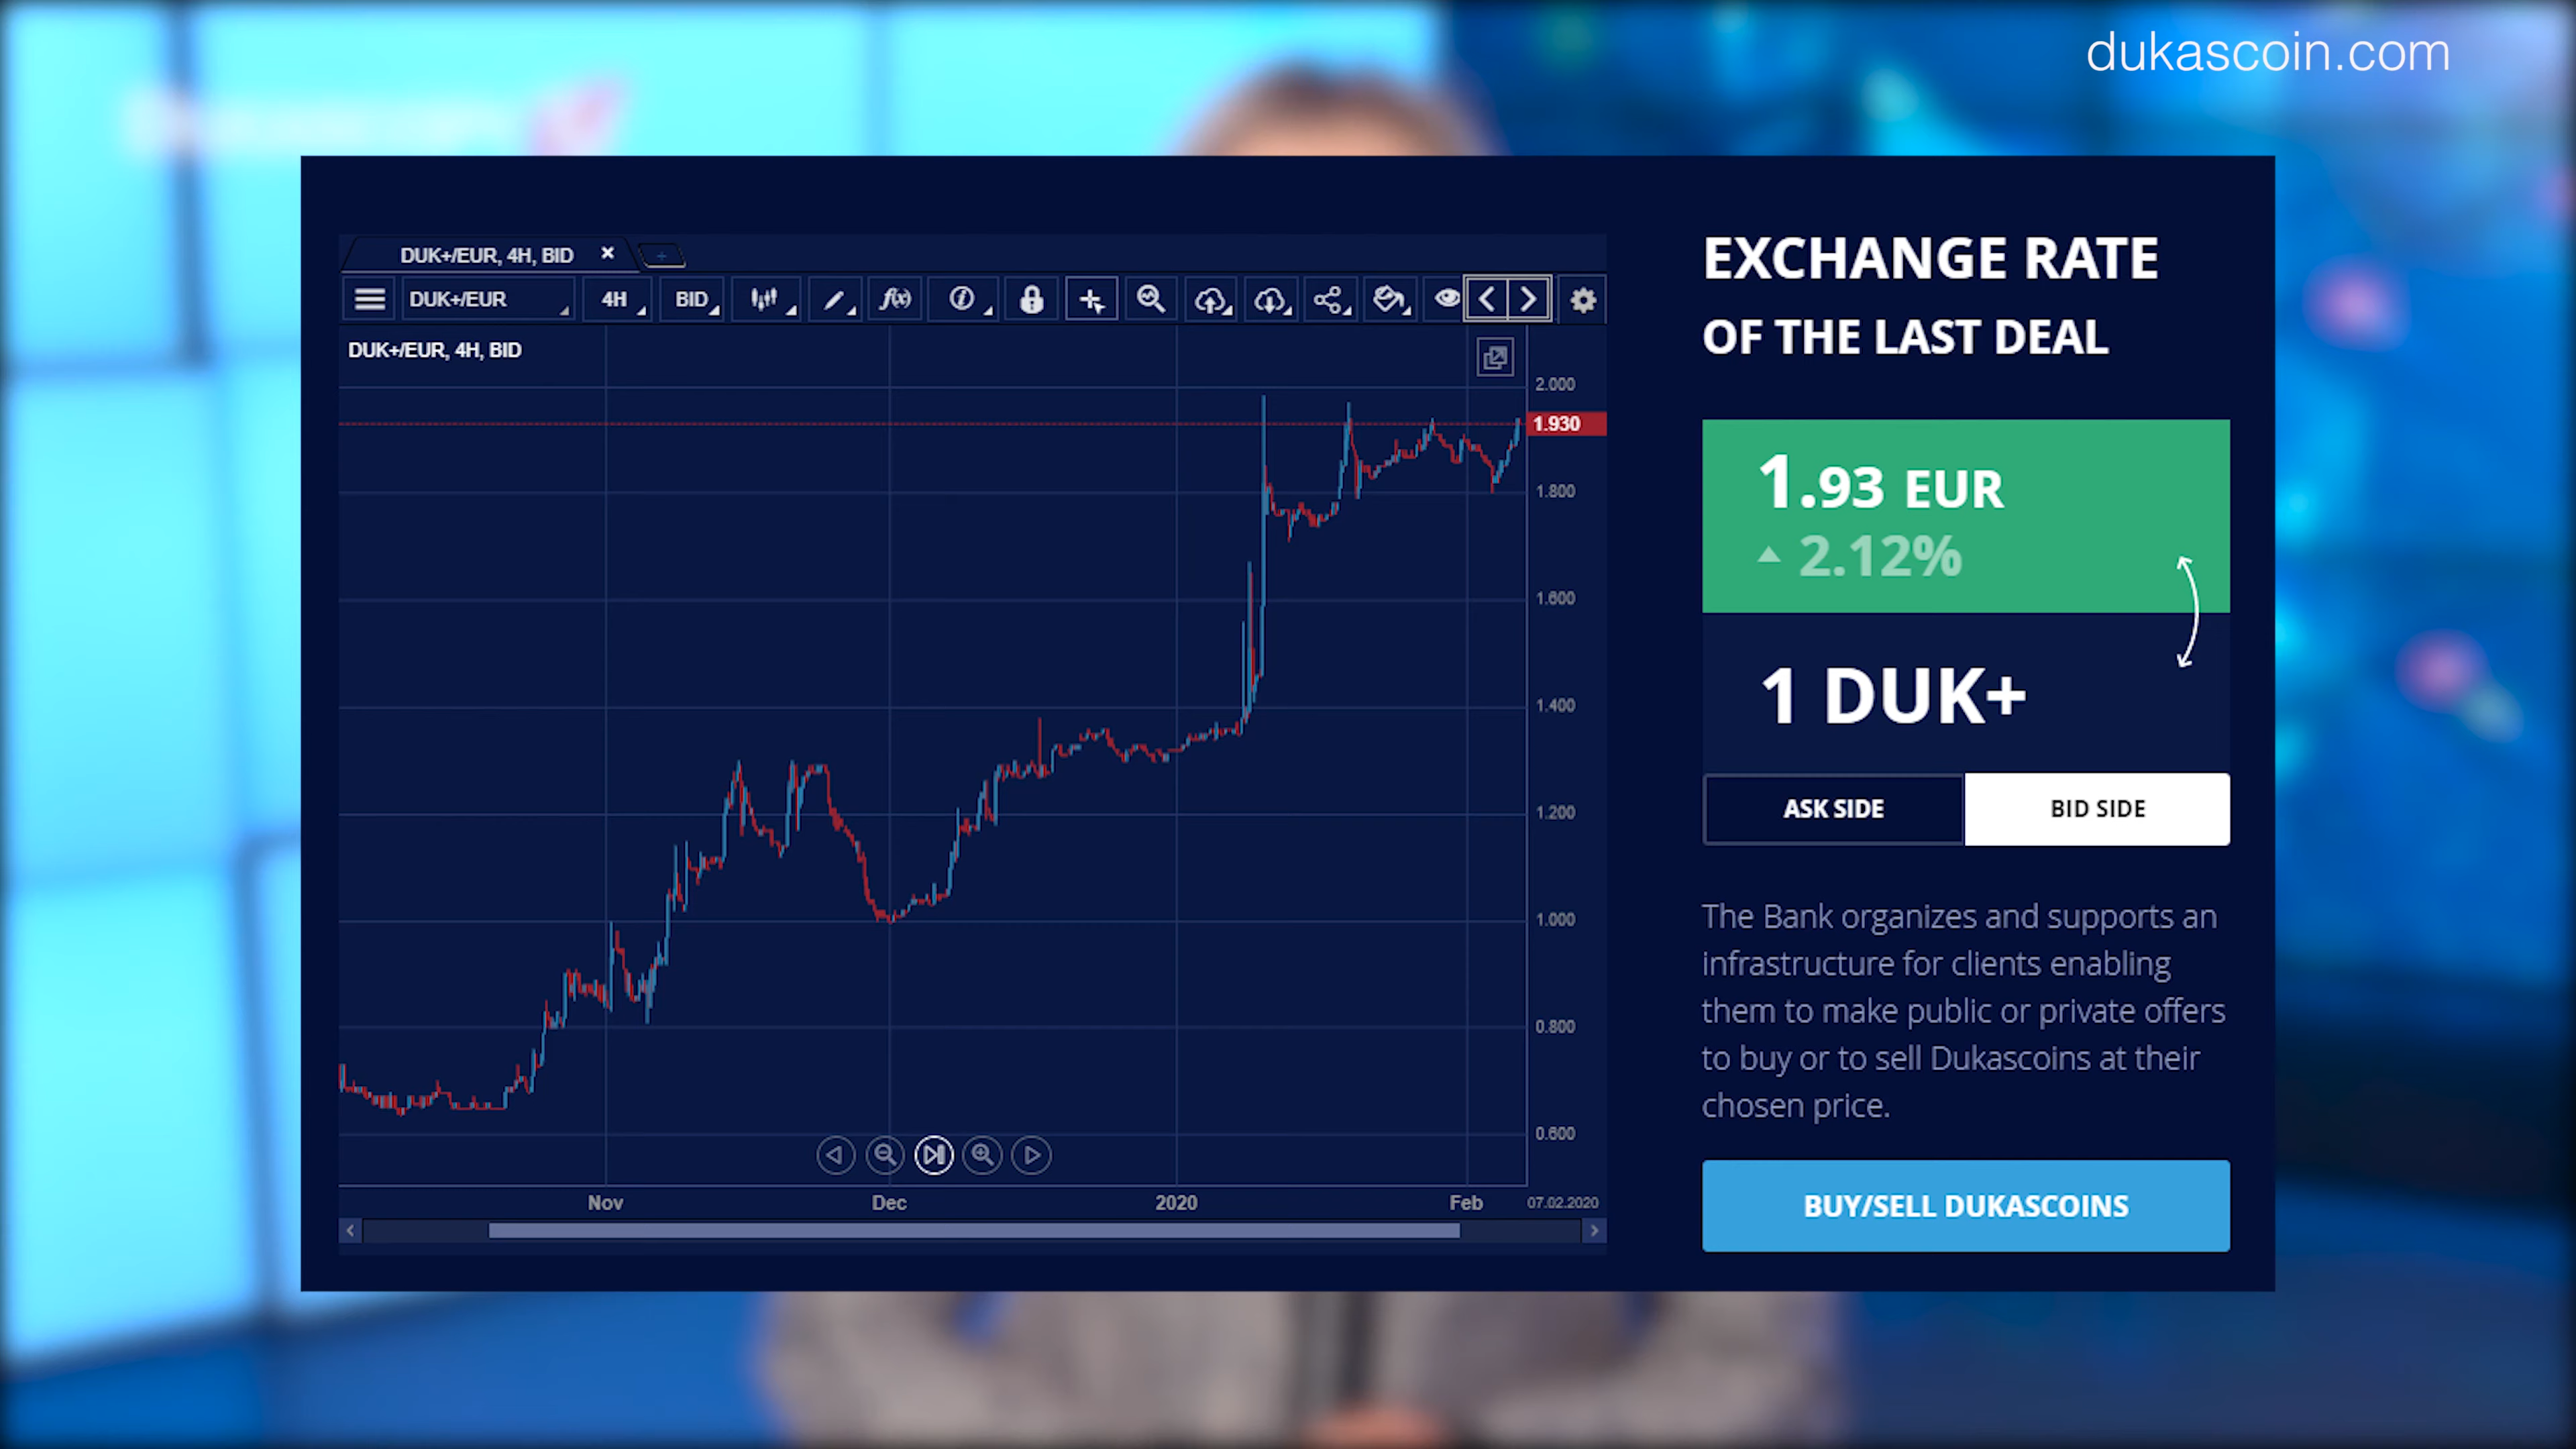 dukascoin.com
DUK+/EUR, 4H, BID
DUK+/EUR
4H
BID
f(x)
DUK+/EUR, 4H, BID
2.000
1.930
1.800
1.600
1.400
1.200
1.000
0.800
0.600
Nov
Dec
2020
Feb
07.02.2020
EXCHANGE RATE
OF THE LAST DEAL
1.93 EUR
2.12%
1 DUK+
ASK SIDE
BID SIDE
The Bank organizes and supports an
infrastructure for clients enabling
them to make public or private offers
to buy or to sell Dukascoins at their
chosen price.
BUY/SELL DUKASCOINS